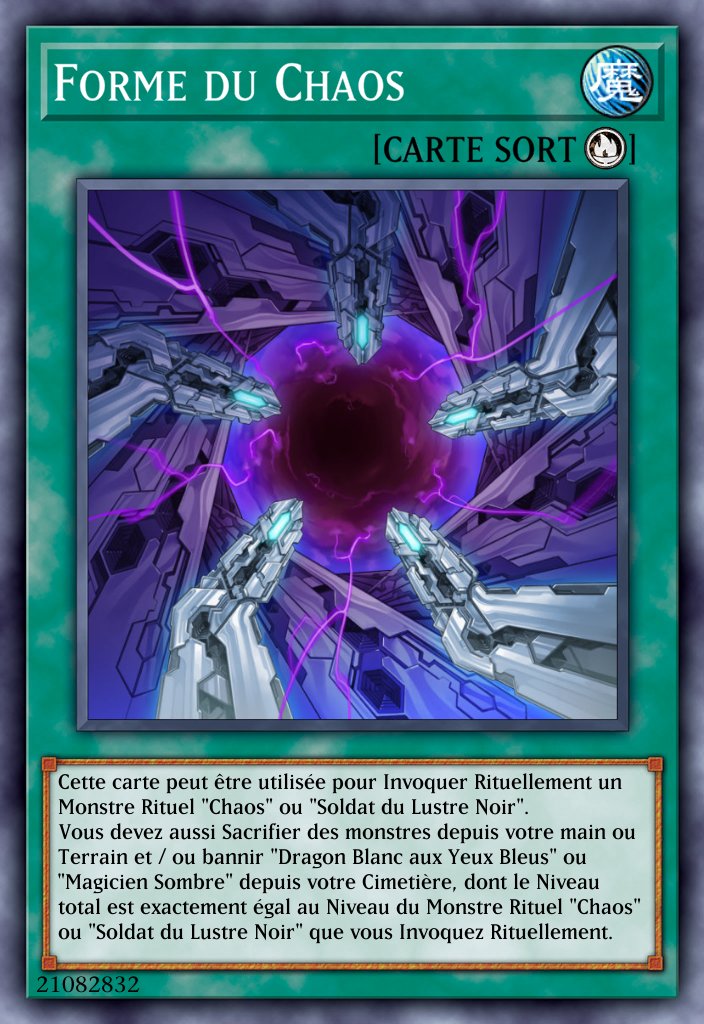 Forme du Chaos
魔
[CARTE SORT]
Cette carte peut être utilisée pour Invoquer Rituellement un
Monstre Rituel "Chaos" ou "Soldat du Lustre Noir".
Vous devez aussi Sacrifier des monstres depuis votre main ou
Terrain et / ou bannir "Dragon Blanc aux Yeux Bleus" ou
"Magicien Sombre" depuis votre Cimetière, dont le Niveau
total est exactement égal au Niveau du Monstre Rituel "Chaos"
ou "Soldat du Lustre Noir" que vous Invoquez Rituellement.
21082832